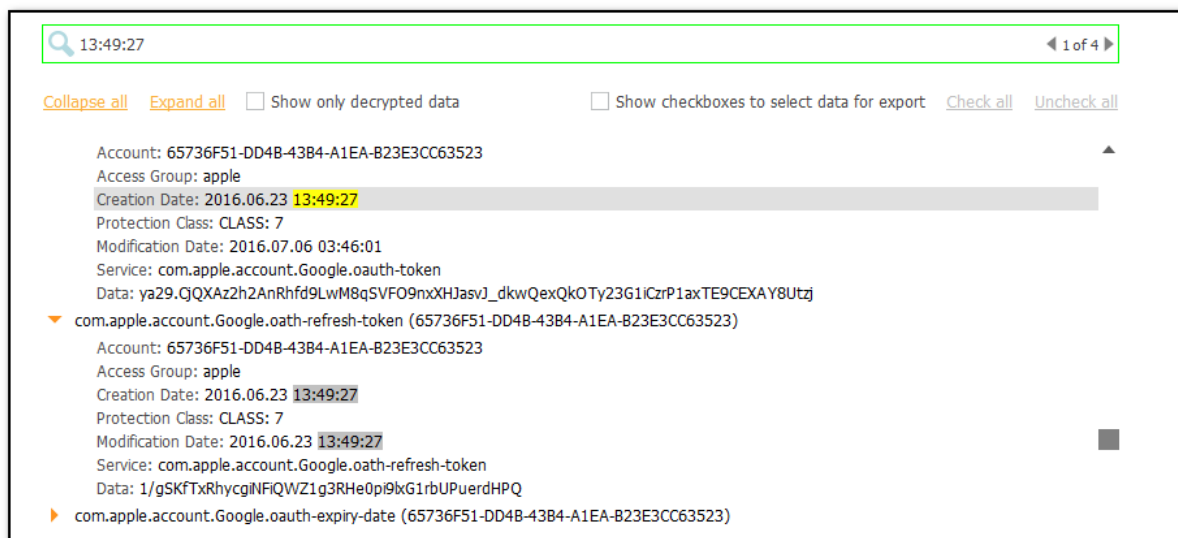 13:49:27 1 of 4
Collapse all Expand all Show only decrypted data Show checkboxes to select data for export Check all Uncheck all
Account: 65736F51-DD4B-43B4-A1EA-B23E3CC63523
Access Group: apple
Creation Date: 2016.06.23 13:49:27
Protection Class: CLASS: 7
Modification Date: 2016.07.06 03:46:01
Service: com.apple.account.Google.oauth-token
Data: ya29.CjQXAz2h2AnRhfd9LwM8qSVFO9nxXHJasvJ_dkwQexQkOTy23G1iCzrP1axTE9CEXAY8Utzj
com.apple.account.Google.oath-refresh-token (65736F51-DD4B-43B4-A1EA-B23E3CC63523)
Account: 65736F51-DD4B-43B4-A1EA-B23E3CC63523
Access Group: apple
Creation Date: 2016.06.23 13:49:27
Protection Class: CLASS: 7
Modification Date: 2016.06.23 13:49:27
Service: com.apple.account.Google.oath-refresh-token
Data: 1/gSKfTxRhycgiNFiQWZ1g3RHe0pi9lxG1rbUPuerdHPQ
com.apple.account.Google.oauth-expiry-date (65736F51-DD4B-43B4-A1EA-B23E3CC63523)